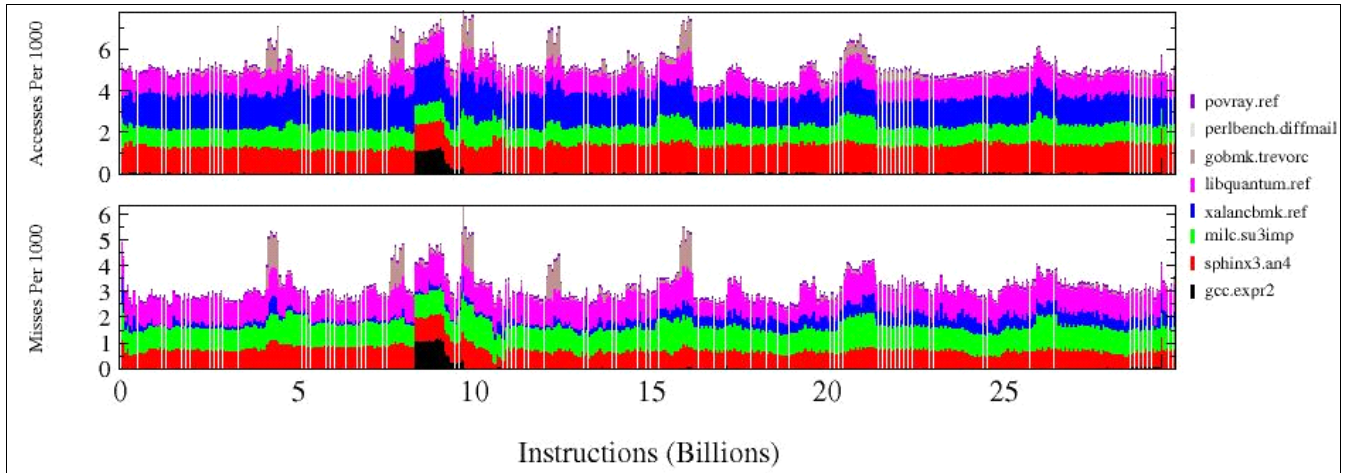 Accesses Per 1000
6
4
2
0
Misses Per 1000
6
5
4
3
2
1
0
0 5 10 15 20 25
Instructions (Billions)
povray.ref
perlbench.diffmail
gobmk.trevorc
libquantum.ref
xalancbmk.ref
milc.su3imp
sphinx3.an4
gcc.expr2